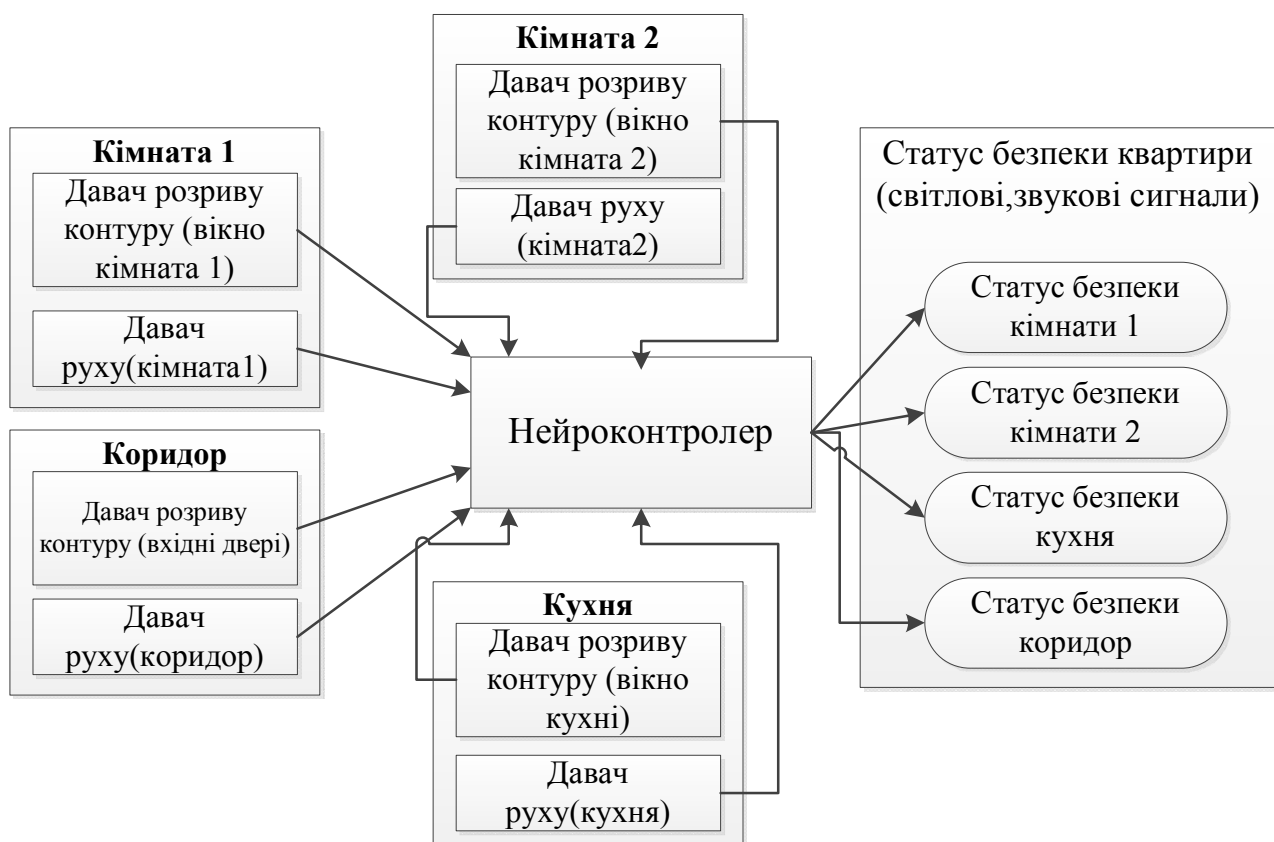 Кімната 2
Давач розриву
контуру (вікно
кімната 2)
Давач руху
(кімната2)
Кімната 1
Давач розриву
контуру (вікно
кімната 1)
Давач
руху(кімната1)
Коридор
Давач розриву
контуру (вхідні двері)
Давач
руху(коридор)
Нейроконтролер
Кухня
Давач розриву
контуру (вікно
кухні)
Давач
руху(кухня)
Статус безпеки квартири
(світлові,звукові сигнали)
Статус безпеки
кімнати 1
Статус безпеки
кімнати 2
Статус безпеки
кухня
Статус безпеки
коридор